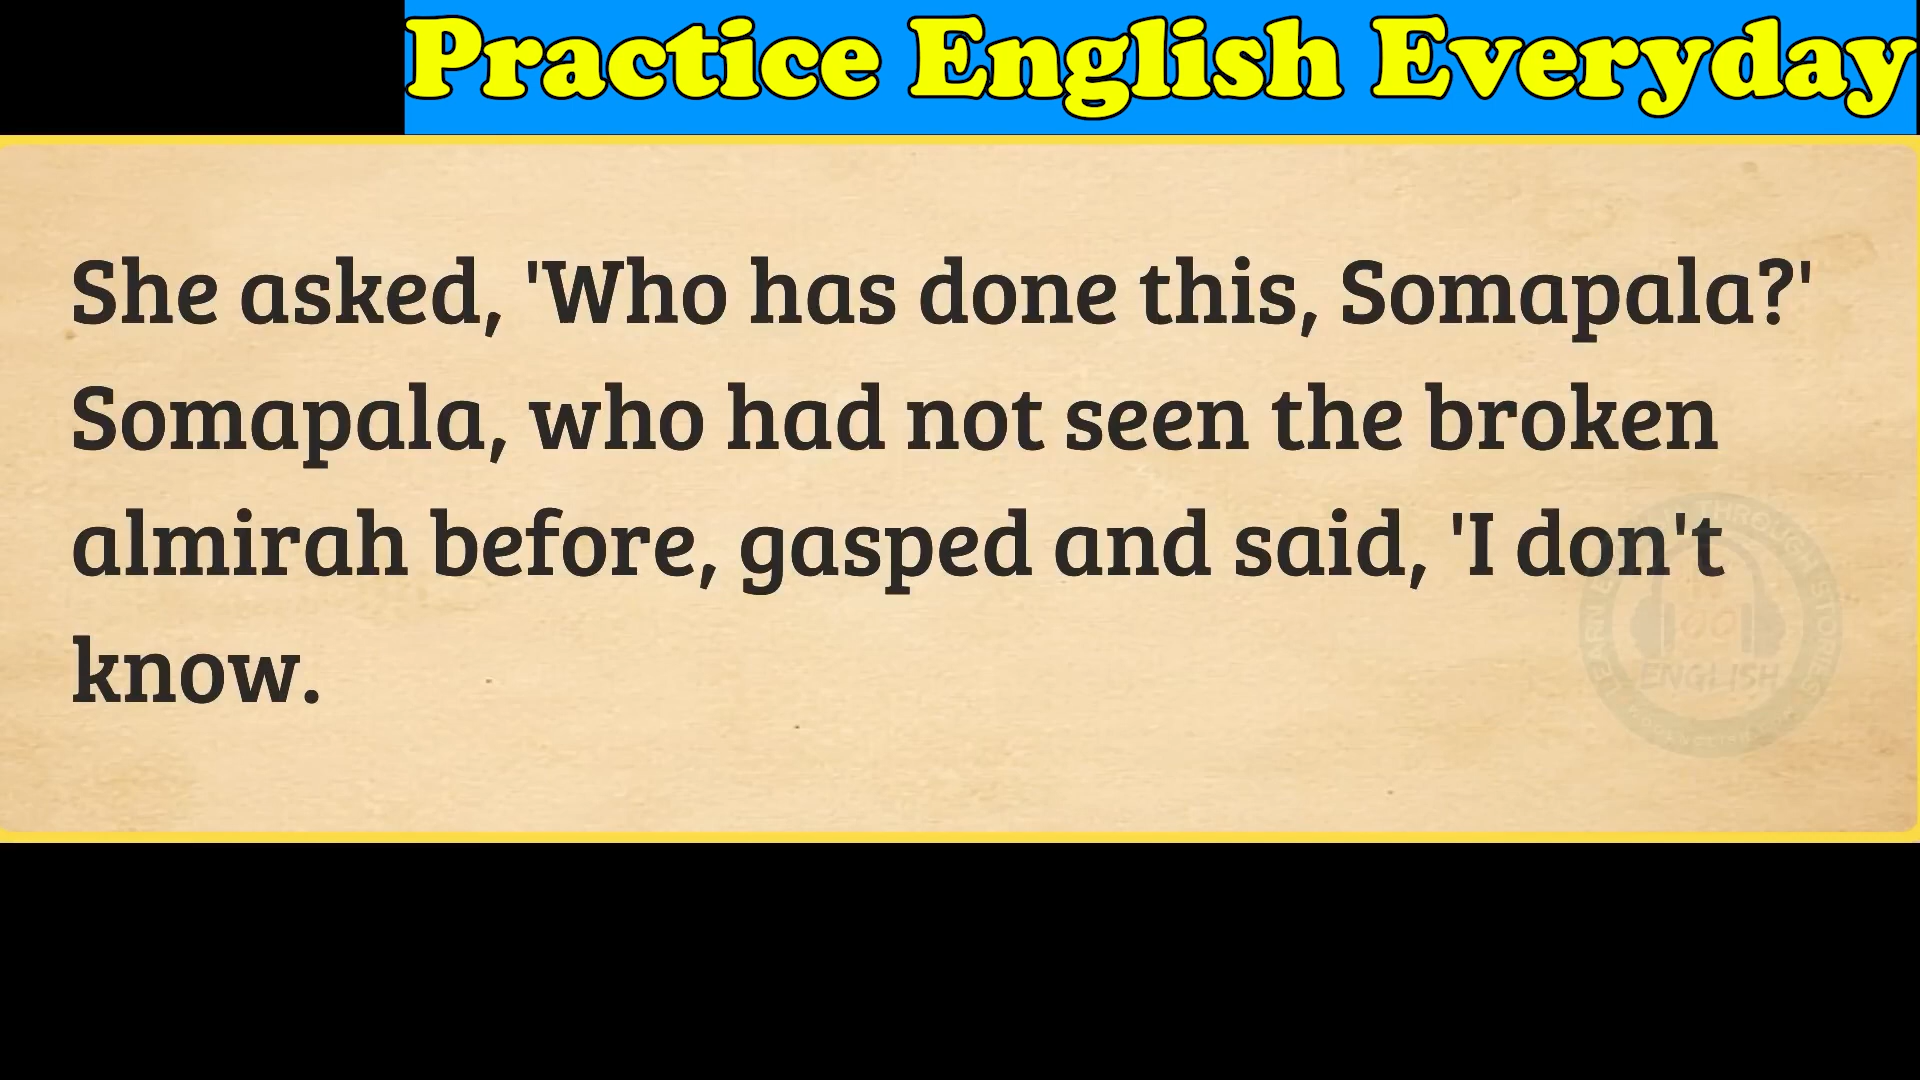 Practice English Everyday
She asked, 'Who has done this, Somapala?'
Somapala, who had not seen the broken
almirah before, gasped and said, 'I don't
know.
ENGLISH